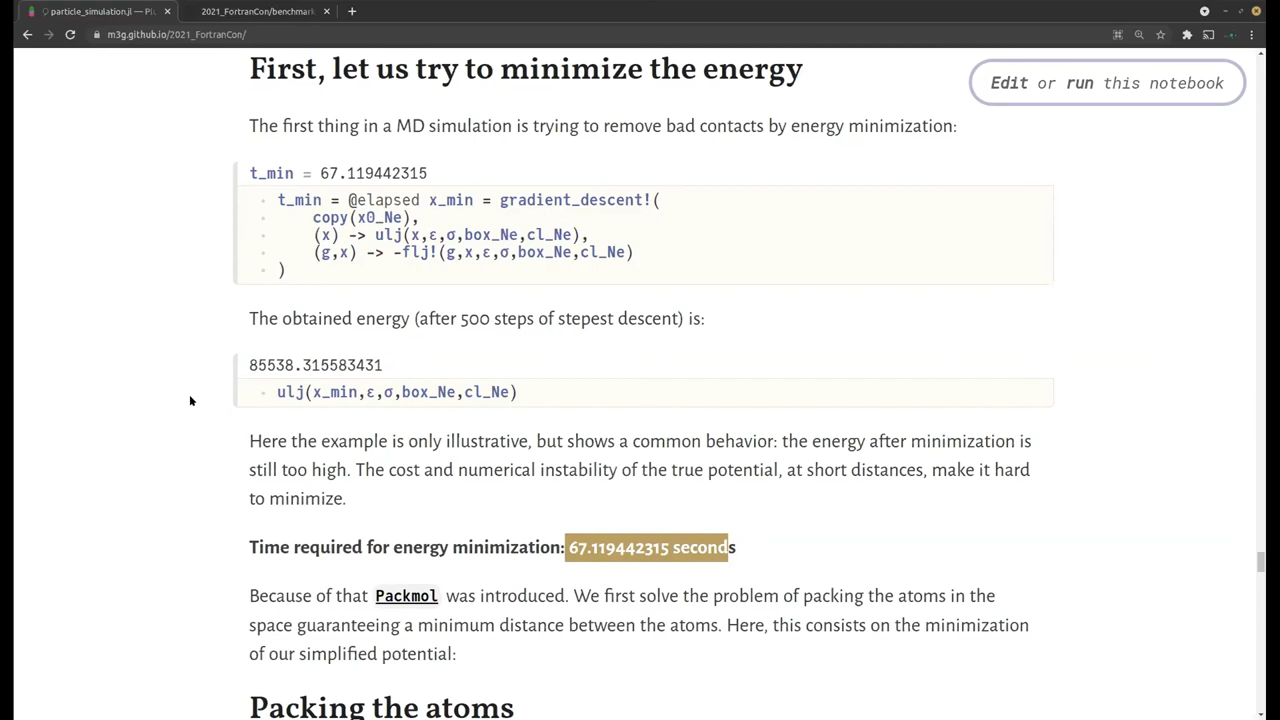 particle_simulation.jl — Plu
2021_FortranCon/benchmark
m3g.github.io/2021_FortranCon/
First, let us try to minimize the energy
Edit or run this notebook
The first thing in a MD simulation is trying to remove bad contacts by energy minimization:
t_min = 67.119442315
t_min = @elapsed x_min = gradient_descent!(
copy(x0_Ne),
(x) -> ulj(x,ε,σ,box_Ne,cl_Ne),
(g,x) -> -flj!(g,x,ε,σ,box_Ne,cl_Ne)
)
The obtained energy (after 500 steps of stepest descent) is:
85538.315583431
ulj(x_min,ε,σ,box_Ne,cl_Ne)
Here the example is only illustrative, but shows a common behavior: the energy after minimization is
still too high. The cost and numerical instability of the true potential, at short distances, make it hard
to minimize.
Time required for energy minimization: 67.119442315 seconds
Because of that Packmol was introduced. We first solve the problem of packing the atoms in the
space guaranteeing a minimum distance between the atoms. Here, this consists on the minimization
of our simplified potential:
Packing the atoms